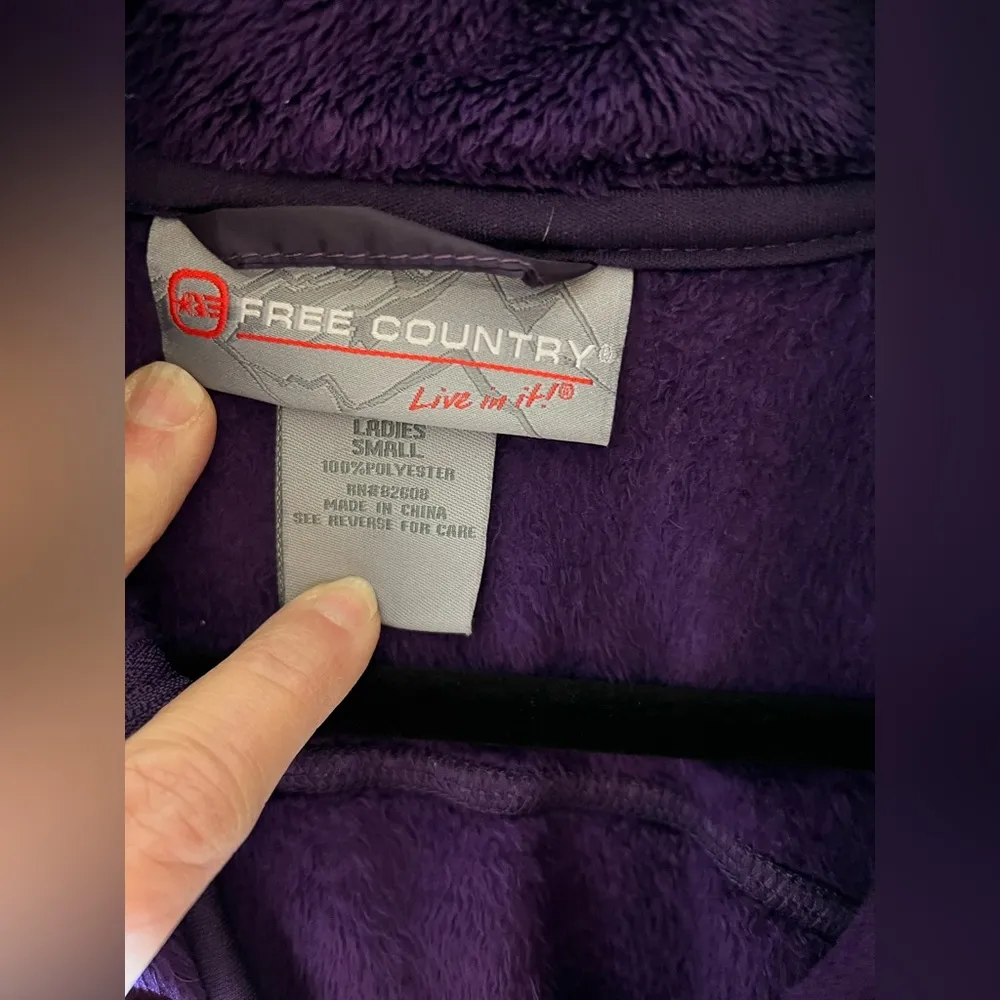 FREE COUNTRY®
Live in it!®
LADIES
SMALL
100%POLYESTER
RN#82608
MADE IN CHINA
SEE REVERSE FOR CARE